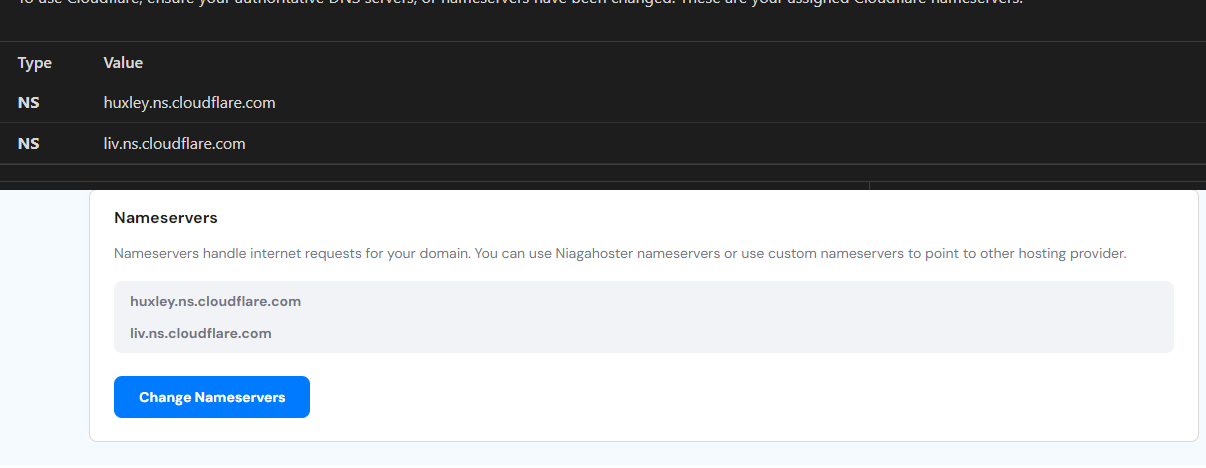 To use Cloudflare, ensure your authoritative DNS servers, or nameservers have been changed. These are your assigned Cloudflare nameservers.
Type Value
NS huxley.ns.cloudflare.com
NS liv.ns.cloudflare.com
Nameservers
Nameservers handle internet requests for your domain. You can use Niagahoster nameservers or use custom nameservers to point to other hosting provider.
huxley.ns.cloudflare.com
liv.ns.cloudflare.com
Change Nameservers